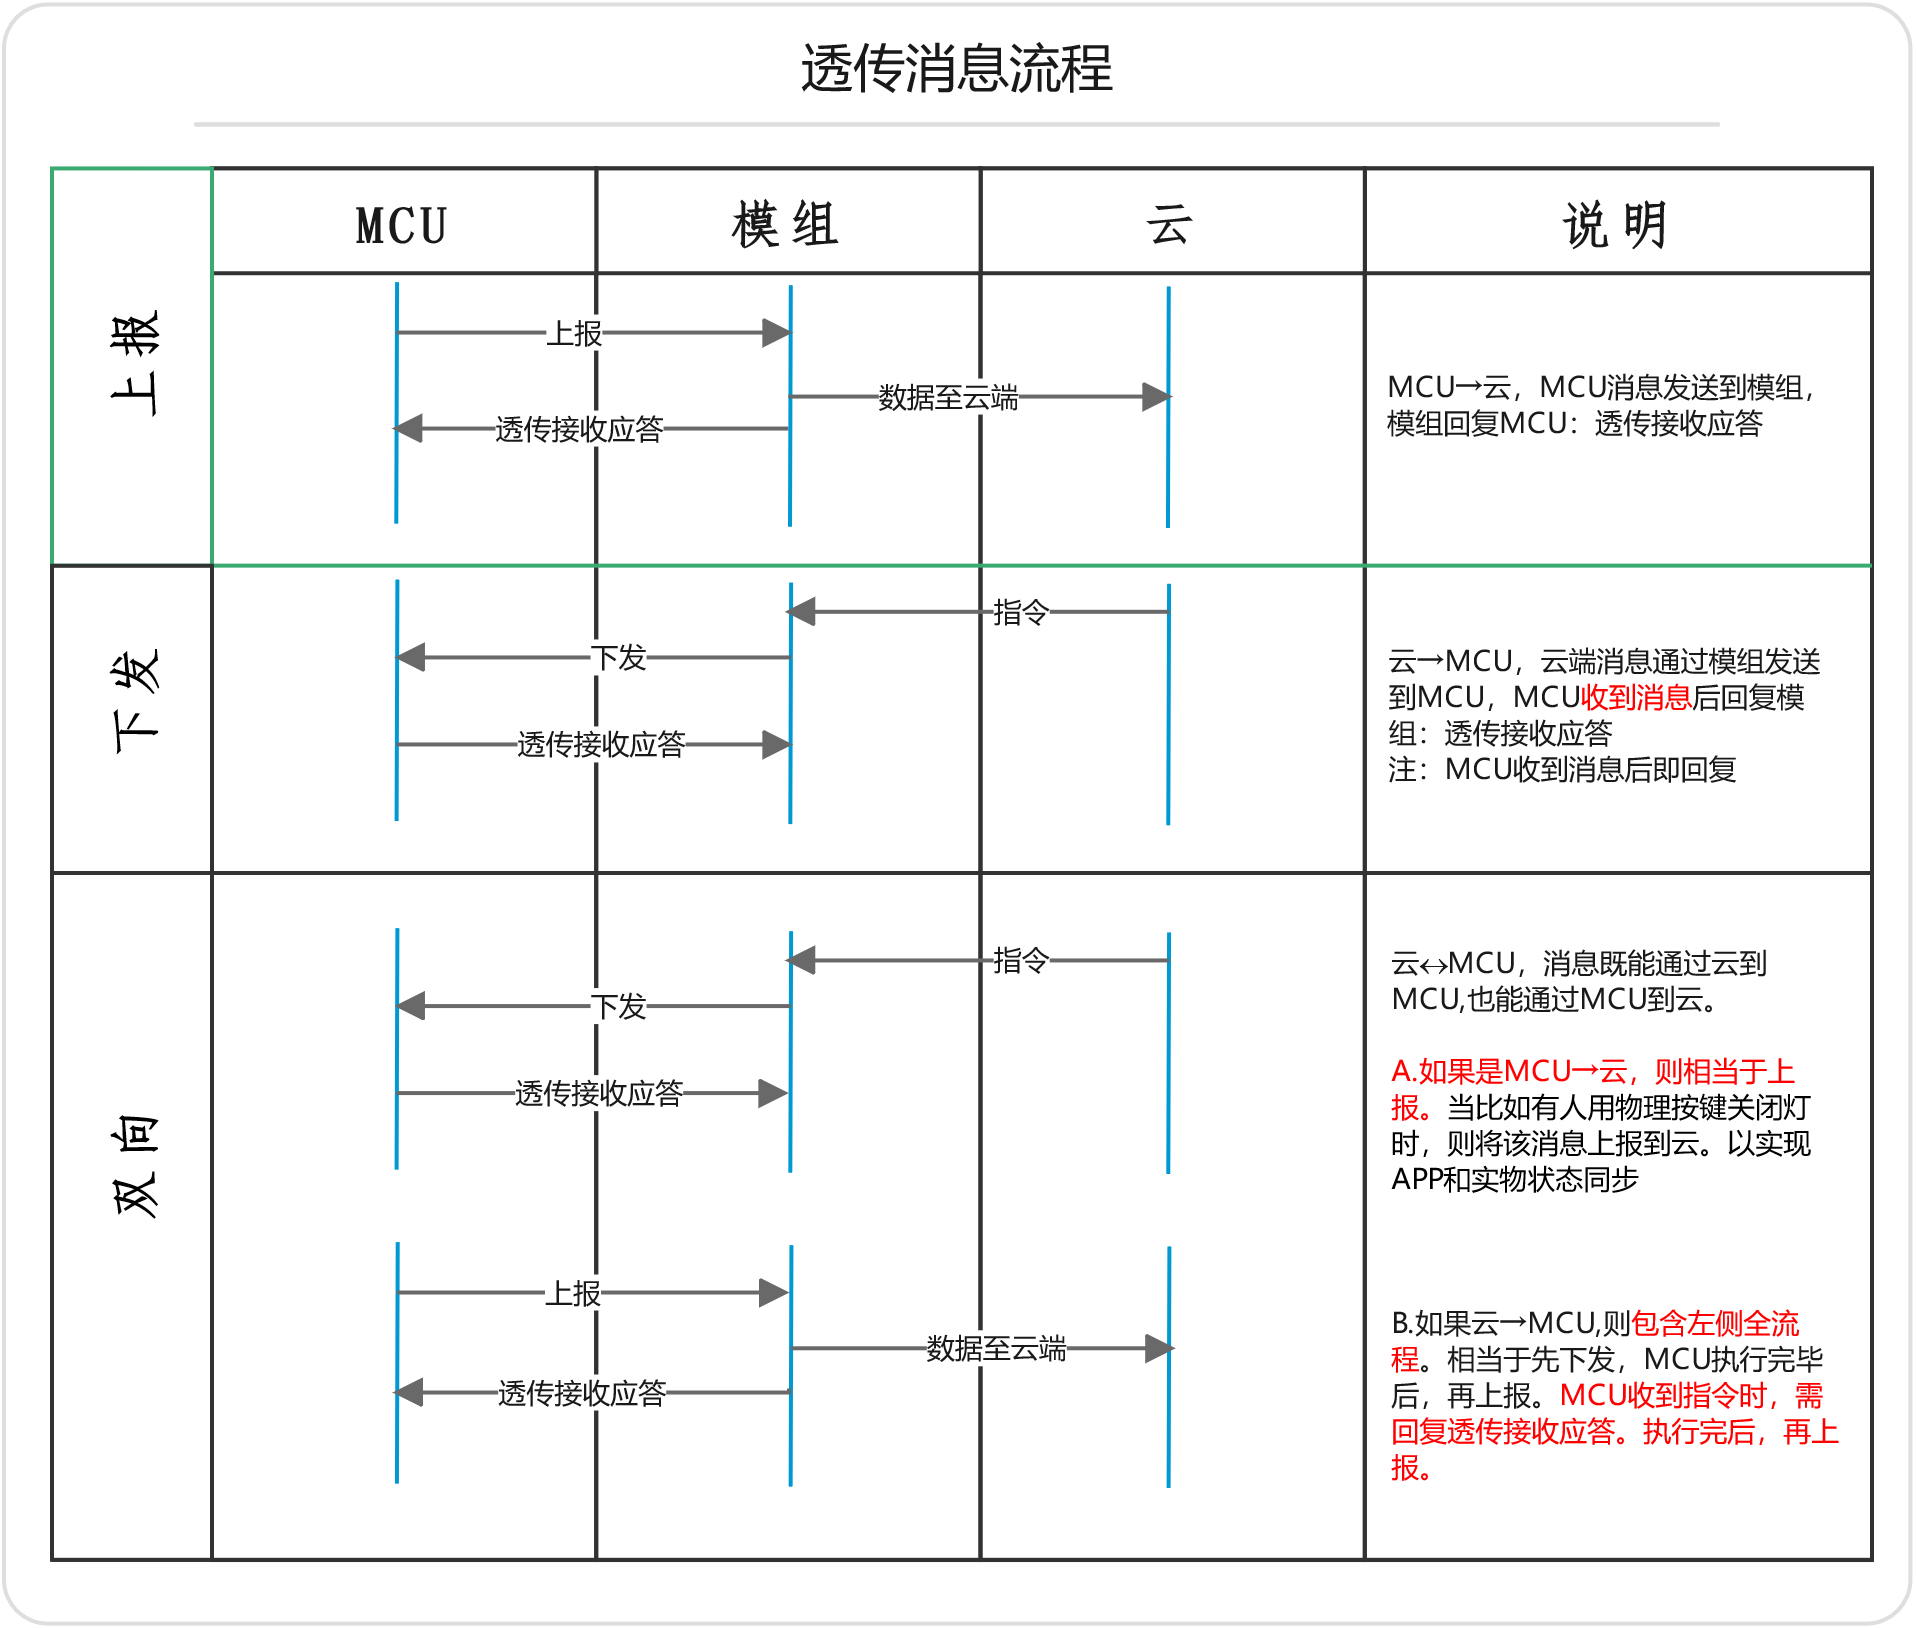 透传消息流程
MCU
模组
云
说明
上报
上报
数据至云端
透传接收应答
MCU→云，MCU消息发送到模组，
模组回复MCU：透传接收应答
下发
指令
下发
透传接收应答
云→MCU，云端消息通过模组发送
到MCU，MCU收到消息后回复模
组：透传接收应答
注：MCU收到消息后即回复
双向
指令
下发
透传接收应答
上报
数据至云端
透传接收应答
云↔MCU，消息既能通过云到
MCU,也能通过MCU到云。
A.如果是MCU→云，则相当于上
报。当比如有人用物理按键关闭灯
时，则将该消息上报到云。以实现
APP和实物状态同步
B.如果云→MCU,则包含左侧全流
程。相当于先下发，MCU执行完毕
后，再上报。MCU收到指令时，需
回复透传接收应答。执行完后，再上
报。